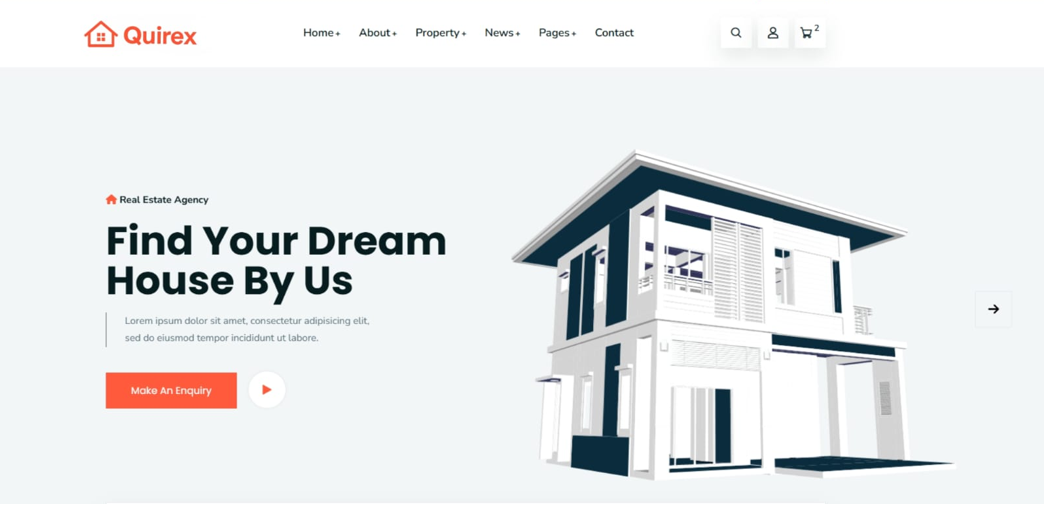 Quirex
Home + About + Property + News + Pages + Contact
2
Real Estate Agency
Find Your Dream
House By Us
Lorem ipsum dolor sit amet, consectetur adipisicing elit,
sed do eiusmod tempor incididunt ut labore.
Make An Enquiry